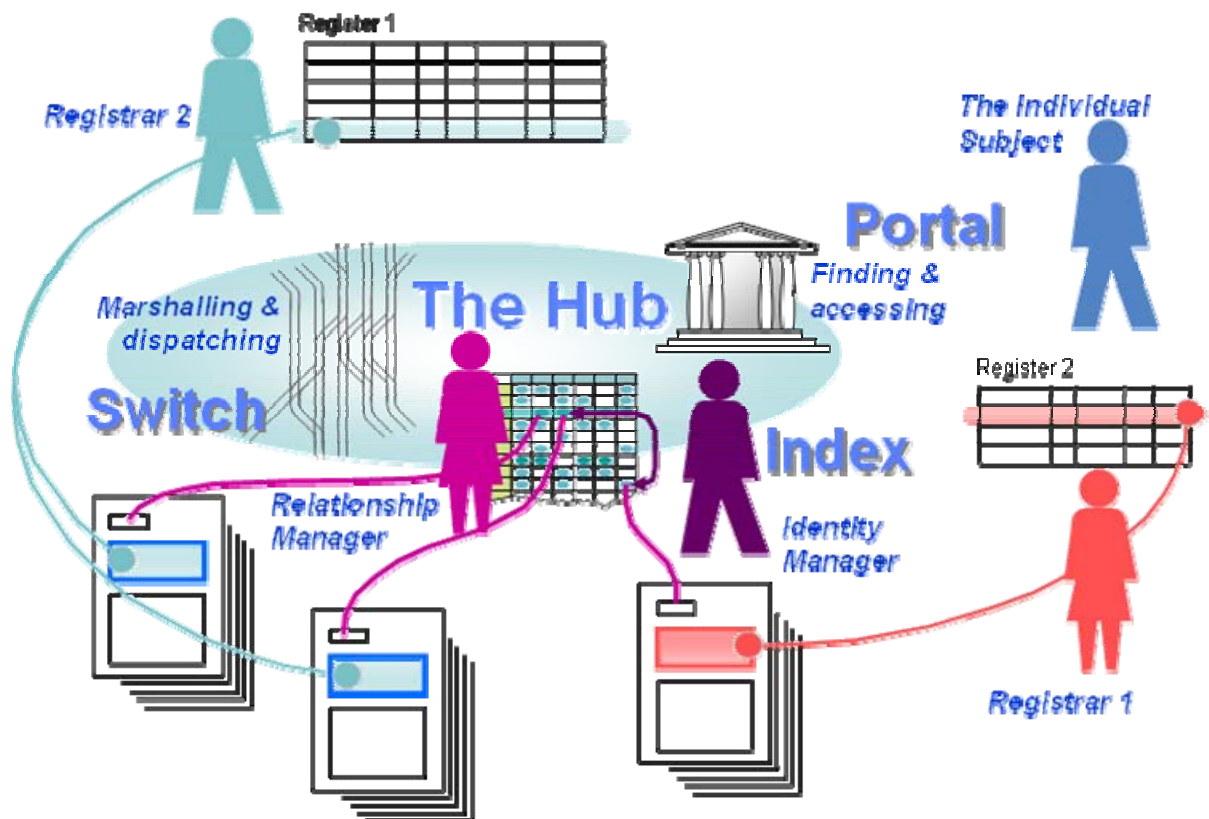 Register 1
Registrar 2
The Individual
Subject
Portal
Finding &
accessing
Marshalling &
dispatching
The Hub
Switch
Register 2
Index
Relationship
Manager
Identity
Manager
Registrar 1